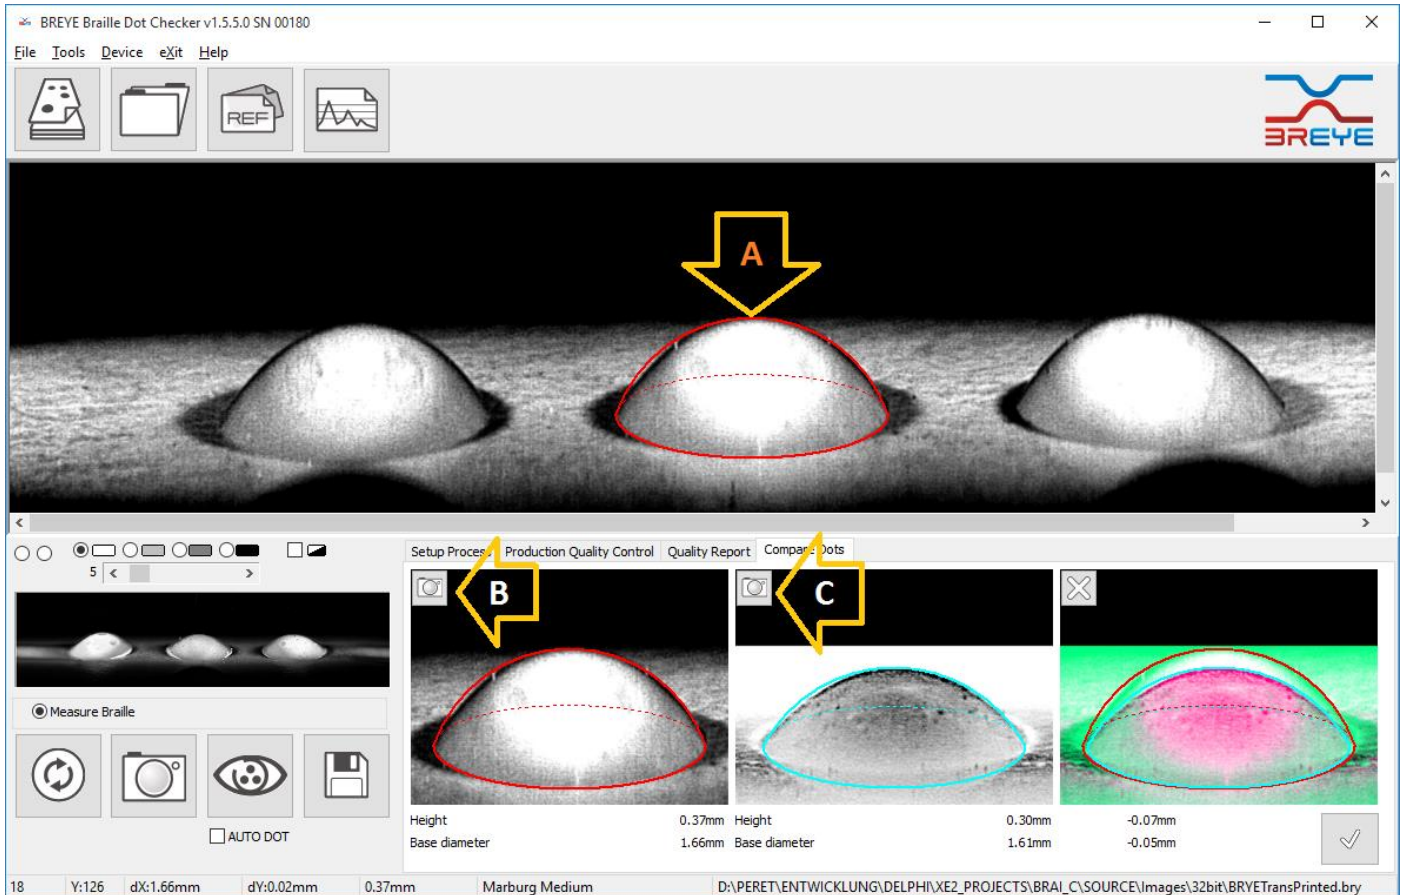 BREYE Braille Dot Checker v1.5.5.0 SN 00180
File Tools Device eXit Help
REF
BREYE
A
5
Setup Process Production Quality Control Quality Report Compare Dots
B
C
Measure Braille
AUTO DOT
Height 0.37mm Height 0.30mm -0.07mm
Base diameter 1.66mm Base diameter 1.61mm -0.05mm
18 Y:126 dX:1.66mm dY:0.02mm 0.37mm Marburg Medium D:\PERET\ENTWICKLUNG\DELPHI\XE2_PROJECTS\BRAI_C\SOURCE\Images\32bit\BRYETransPrinted.bry